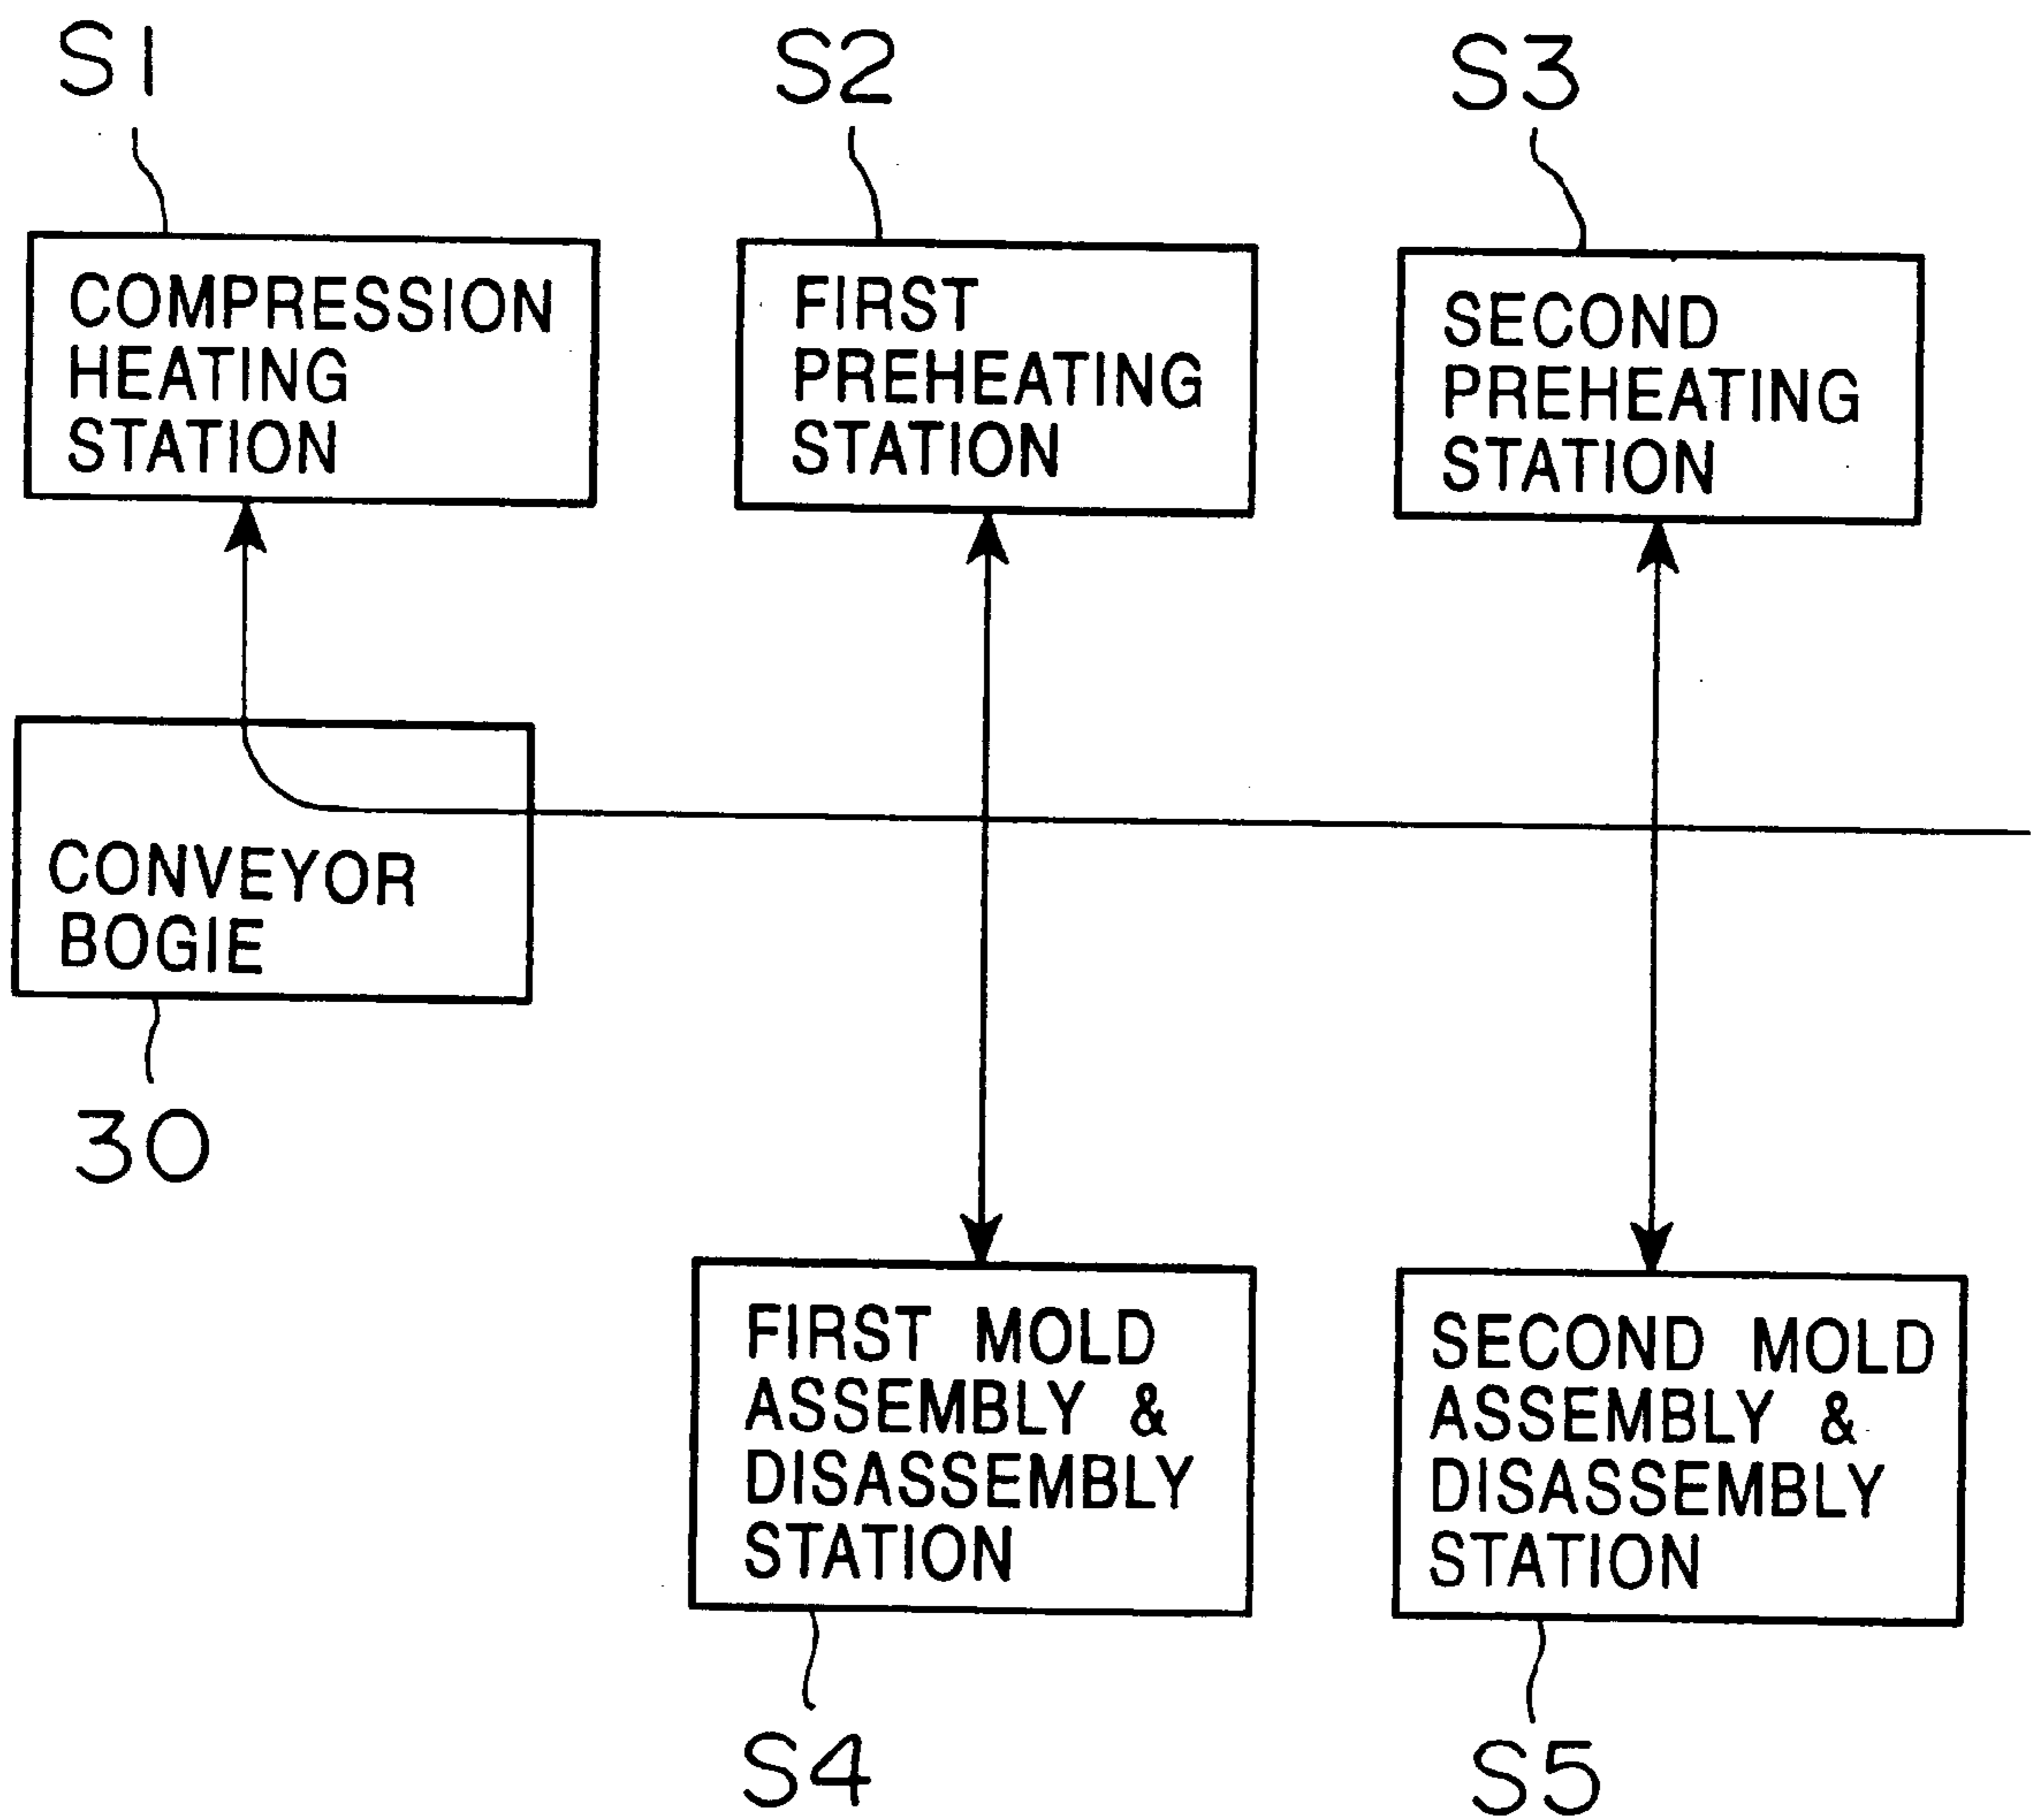 S1
S2
S3
COMPRESSION
HEATING
STATION
FIRST
PREHEATING
STATION
SECOND
PREHEATING
STATION
CONVEYOR
BOGIE
30
FIRST MOLD
ASSEMBLY &
DISASSEMBLY
STATION
SECOND MOLD
ASSEMBLY &
DISASSEMBLY
STATION
S4
S5